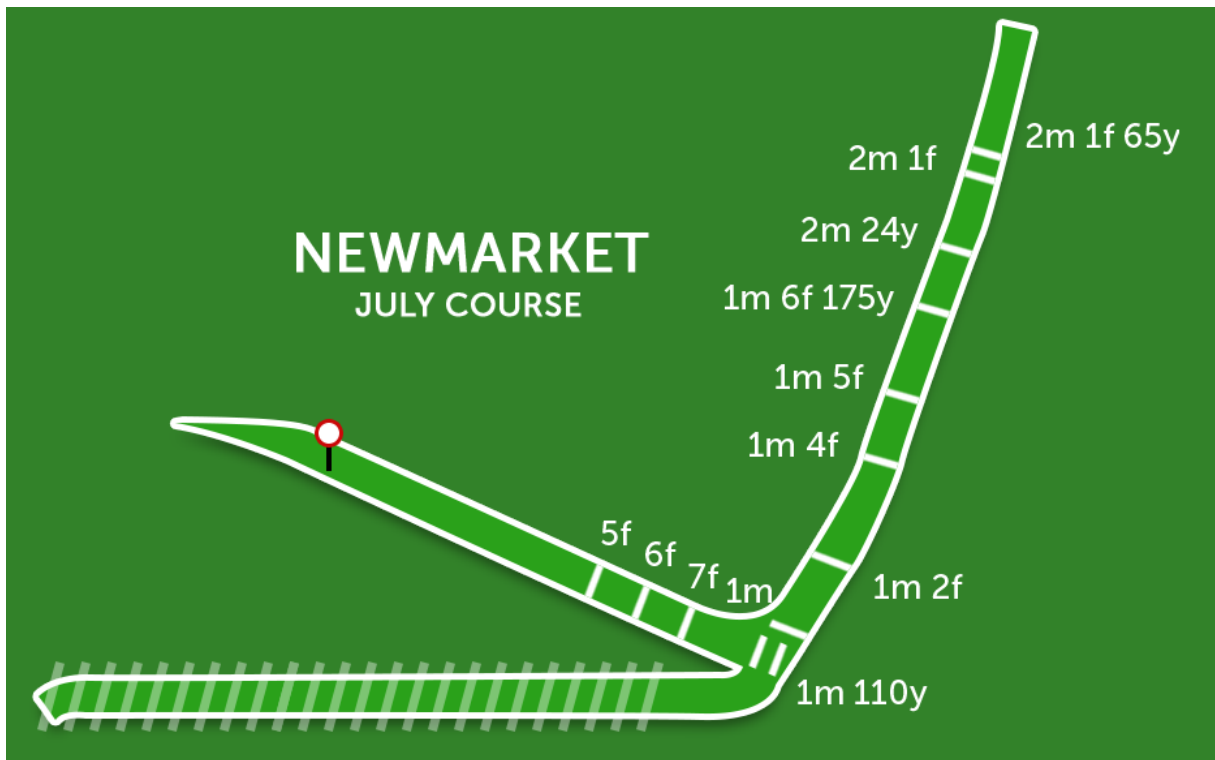 2m 1f 65y
2m 1f
2m 24y
NEWMARKET
1m 6f 175y
JULY COURSE
1m 5f
1m 4f
5f
6f
7f
1m
1m 2f
1m 110y